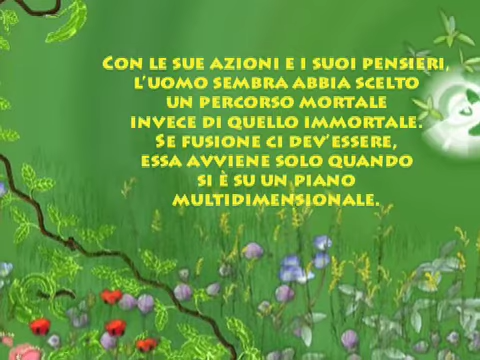 Con le sue azioni e i suoi pensieri,
l'uomo sembra abbia scelto
un percorso mortale
invece di quello immortale.
Se fusione ci dev'essere,
essa avviene solo quando
si è su un piano
multidimensionale.